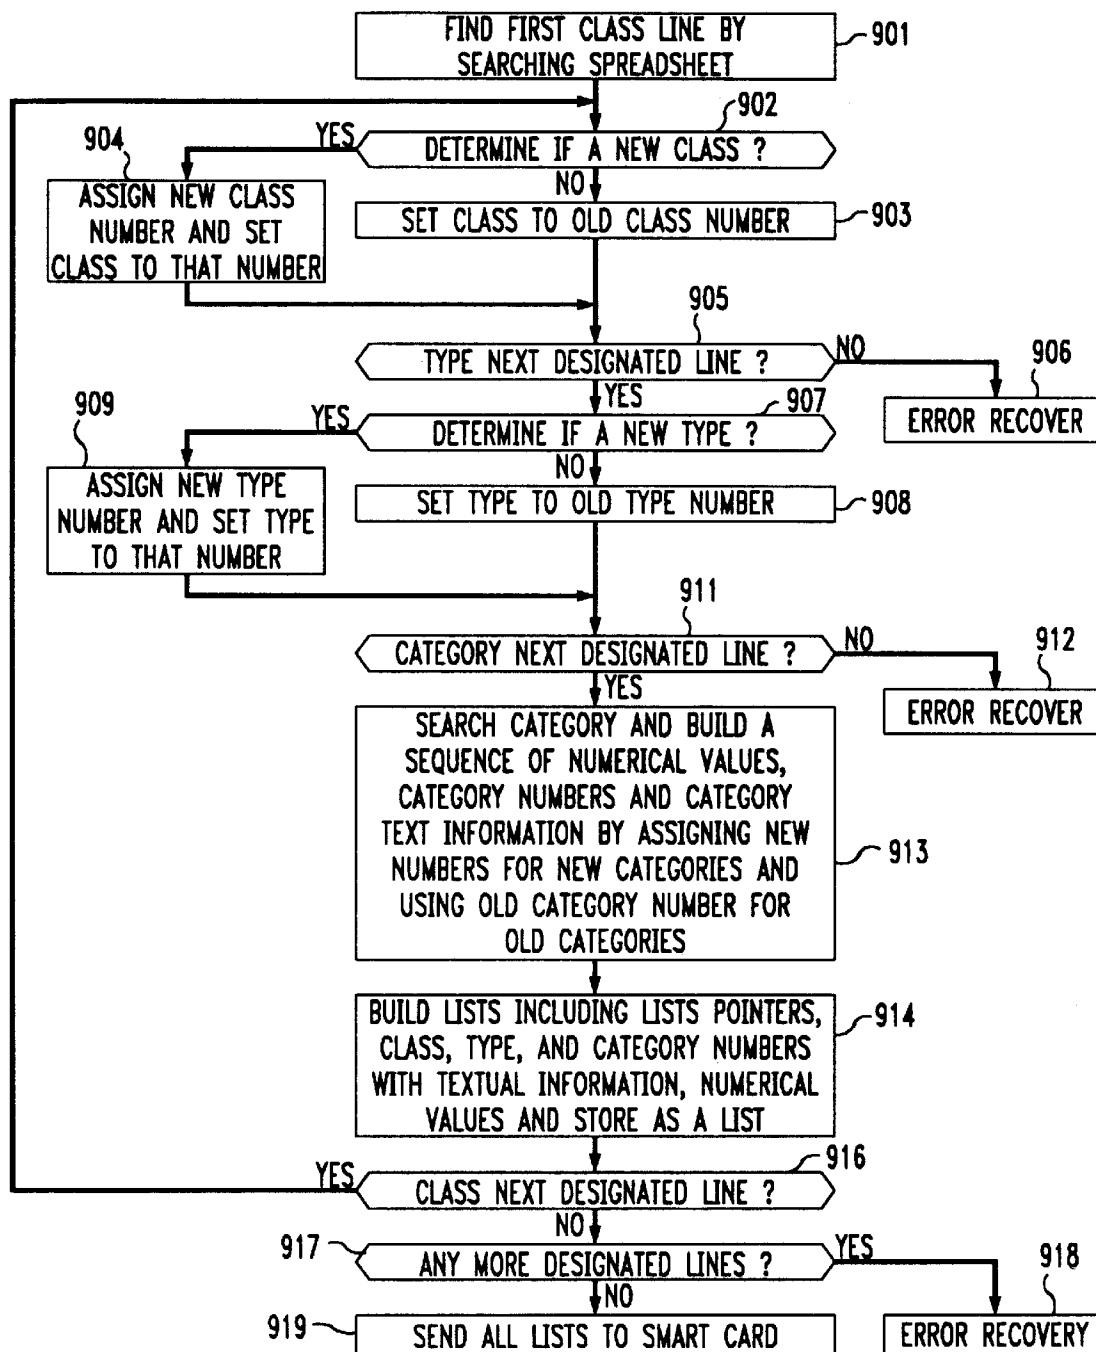 FIND FIRST CLASS LINE BY
SEARCHING SPREADSHEET
901
902
DETERMINE IF A NEW CLASS ?
YES
NO
904
ASSIGN NEW CLASS
NUMBER AND SET
CLASS TO THAT NUMBER
SET CLASS TO OLD CLASS NUMBER
903
905
TYPE NEXT DESIGNATED LINE ?
NO
906
ERROR RECOVER
YES
907
DETERMINE IF A NEW TYPE ?
YES
NO
909
ASSIGN NEW TYPE
NUMBER AND SET TYPE
TO THAT NUMBER
SET TYPE TO OLD TYPE NUMBER
908
911
CATEGORY NEXT DESIGNATED LINE ?
NO
912
ERROR RECOVER
YES
SEARCH CATEGORY AND BUILD A
SEQUENCE OF NUMERICAL VALUES,
CATEGORY NUMBERS AND CATEGORY
TEXT INFORMATION BY ASSIGNING NEW
NUMBERS FOR NEW CATEGORIES AND
USING OLD CATEGORY NUMBER FOR
OLD CATEGORIES
913
BUILD LISTS INCLUDING LISTS POINTERS,
CLASS, TYPE, AND CATEGORY NUMBERS
WITH TEXTUAL INFORMATION, NUMERICAL
VALUES AND STORE AS A LIST
914
916
CLASS NEXT DESIGNATED LINE ?
YES
NO
917
ANY MORE DESIGNATED LINES ?
YES
918
ERROR RECOVERY
NO
919
SEND ALL LISTS TO SMART CARD